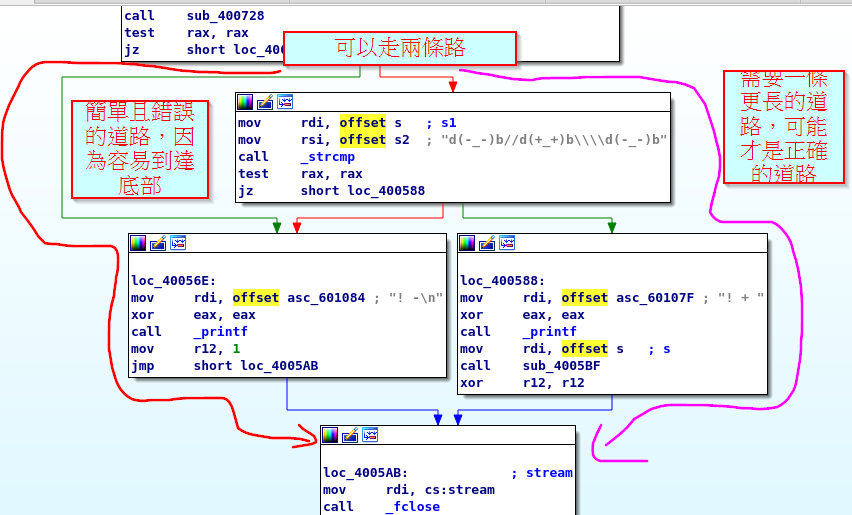 call    sub_400728
test    rax, rax
jz      short loc_400
可以走兩條路
簡單且錯誤
的道路，因
為容易到達
底部
需要一條
更長的道
路，可能
才是正確
的道路
mov     rdi, offset s   ; s1
mov     rsi, offset s2  ; "d(-_-)b//d(+_+)b\\\\d(-_-)b"
call    _strcmp
test    rax, rax
jz      short loc_400588
loc_40056E:
mov     rdi, offset asc_601084 ; "! -\n"
xor     eax, eax
call    _printf
mov     r12, 1
jmp     short loc_4005AB
loc_400588:
mov     rdi, offset asc_60107F ; "! + "
xor     eax, eax
call    _printf
mov     rdi, offset s   ; s
call    sub_4005BF
xor     r12, r12
loc_4005AB:             ; stream
mov     rdi, cs:stream
call    _fclose